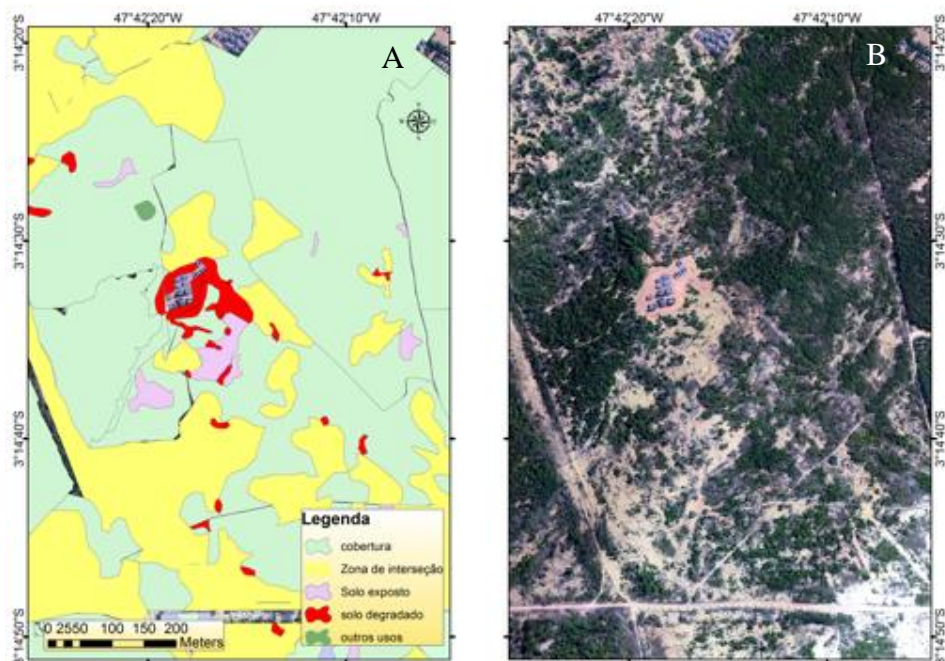 47°42'20"W 47°42'10"W
47°42'20"W 47°42'10"W
A
B
3°14'20"S
3°14'30"S
3°14'40"S
3°14'50"S
3°14'20"S
3°14'30"S
3°14'40"S
3°14'50"S
N
Legenda
cobertura
Zona de interseção
Solo exposto
solo degradado
outros usos
0 2550 100 150 200
Meters